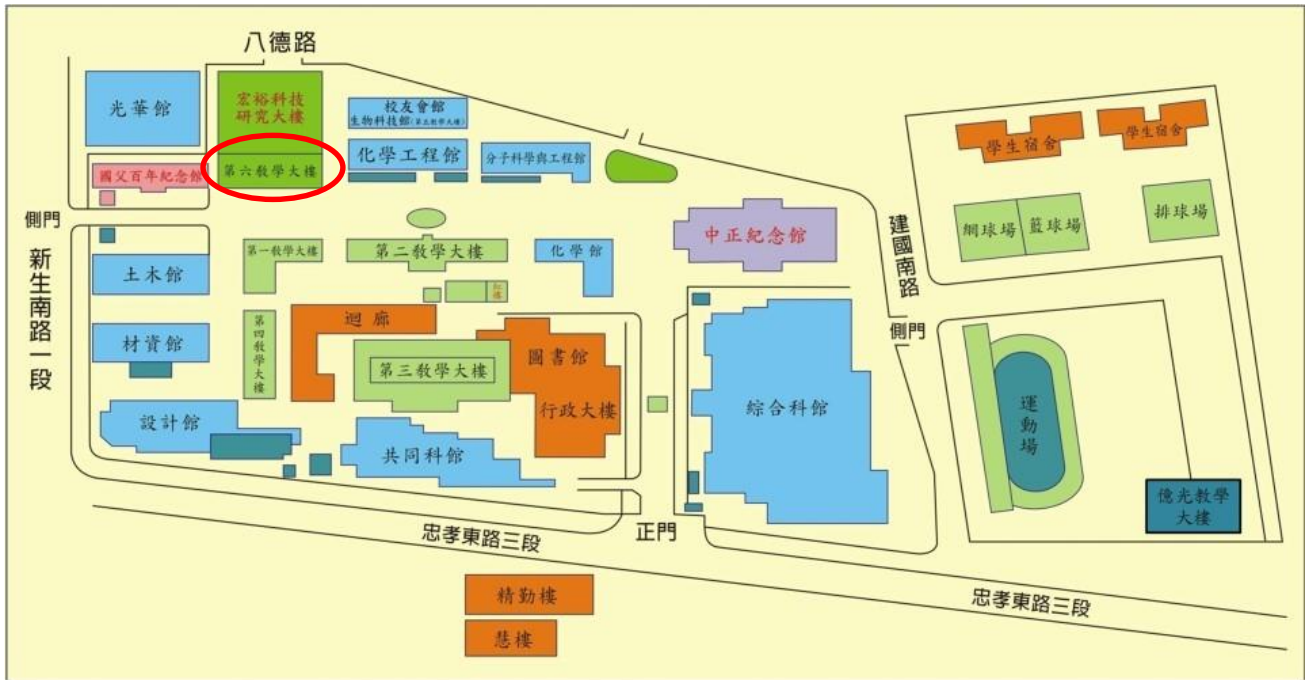 八德路
光華館
宏裕科技
研究大樓
校友會館
生物科技館(第五教學大樓)
化學工程館
分子科學與工程館
國父百年紀念館
第六教學大樓
學生宿舍
學生宿舍
側門
新生南路一段
土木館
第一教學大樓
第二教學大樓
化學館
中正紀念館
建國南路
網球場
籃球場
排球場
紅樓
材資館
第四教學大樓
迴廊
第三教學大樓
圖書館
行政大樓
側門
綜合科館
運動場
設計館
共同科館
億光教學
大樓
忠孝東路三段
正門
精勤樓
慧樓
忠孝東路三段